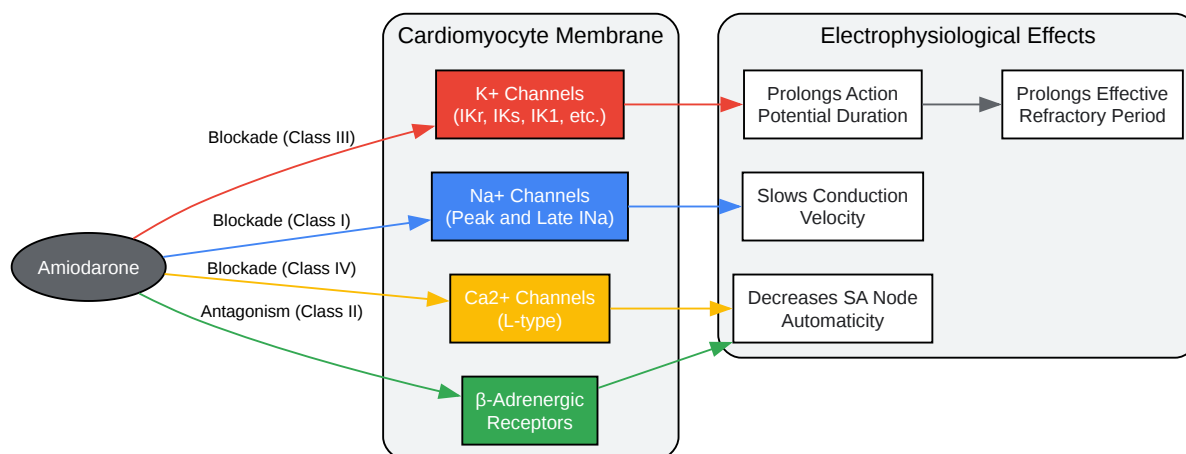 Cardiomyocyte Membrane
Electrophysiological Effects
K+ Channels
(IKr, IKs, IK1, etc.)
Prolongs Action
Potential Duration
Prolongs Effective
Refractory Period
Blockade (Class III)
Na+ Channels
(Peak and Late INa)
Slows Conduction
Velocity
Blockade (Class I)
Amiodarone
Blockade (Class IV)
Ca2+ Channels
(L-type)
Decreases SA Node
Automaticity
Antagonism (Class II)
β-Adrenergic
Receptors